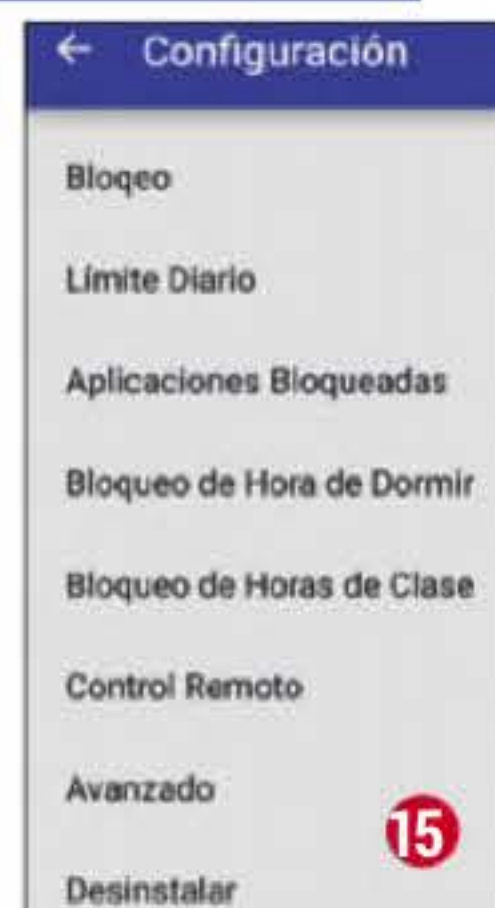 ← Configuración
Bloqeo
Límite Diario
Aplicaciones Bloqueadas
Bloqueo de Hora de Dormir
Bloqueo de Horas de Clase
Control Remoto
Avanzado
15
Desinstalar